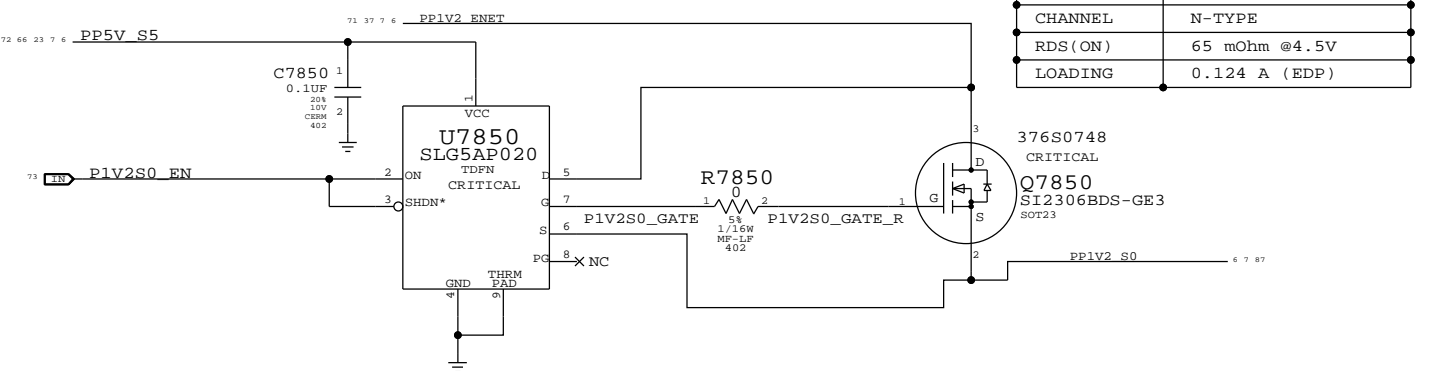 71 37 7 6 PP1V2 ENET
72 66 23 7 6 PP5V_S5
CHANNEL N-TYPE
RDS(ON) 65 mOhm @4.5V
LOADING 0.124 A (EDP)
C7850 1
0.1UF
20%
10V
CERM
402
2
1
VCC
U7850
SLG5AP020
TDFN
CRITICAL
73 IN P1V2S0_EN
2 ON
3 SHDN*
D 5
G 7
S 6
PG 8 NC
THRM
GND PAD
4 9
R7850
0
1 2
5%
1/16W
MF-LF
402
P1V2S0_GATE
P1V2S0_GATE_R
3
376S0748
CRITICAL
D
Q7850
SI2306BDS-GE3
SOT23
1 G
S
2
PP1V2 S0 6 7 87